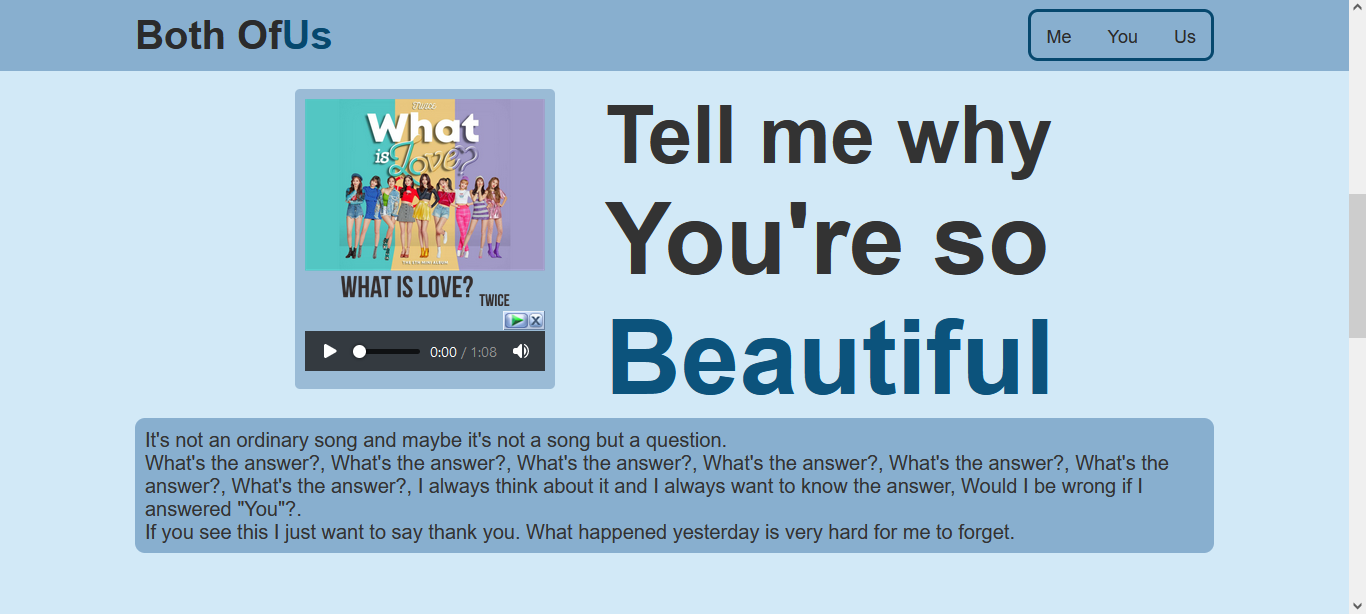 Both OfUs
Me You Us
Twice
What
is Love?
WHAT IS LOVE? TWICE
0:00 / 1:08
Tell me why
You're so
Beautiful
It's not an ordinary song and maybe it's not a song but a question.
What's the answer?, What's the answer?, What's the answer?, What's the answer?, What's the answer?, What's the
answer?, What's the answer?, I always think about it and I always want to know the answer, Would I be wrong if I
answered "You"?.
If you see this I just want to say thank you. What happened yesterday is very hard for me to forget.